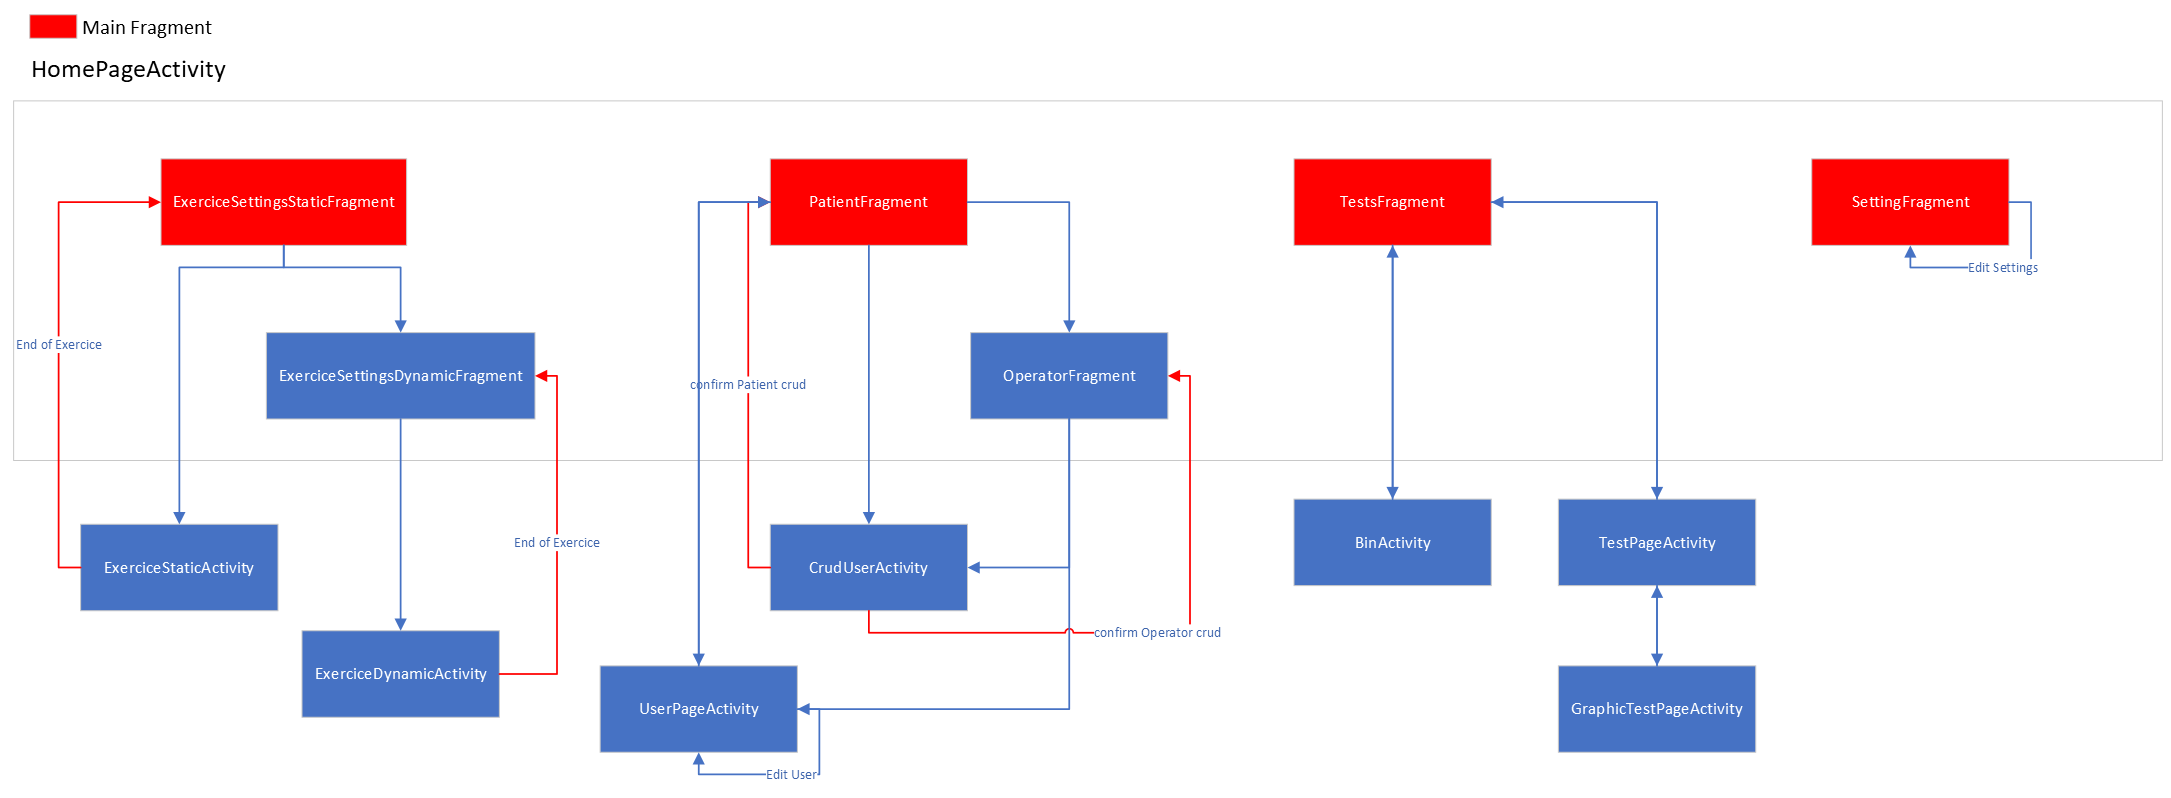 Main Fragment
HomePageActivity
ExerciceSettingsStaticFragment
PatientFragment
TestsFragment
SettingFragment
Edit Settings
End of Exercice
ExerciceSettingsDynamicFragment
confirm Patient crud
OperatorFragment
End of Exercice
BinActivity
TestPageActivity
ExerciceStaticActivity
CrudUserActivity
confirm Operator crud
ExerciceDynamicActivity
UserPageActivity
GraphicTestPageActivity
Edit User